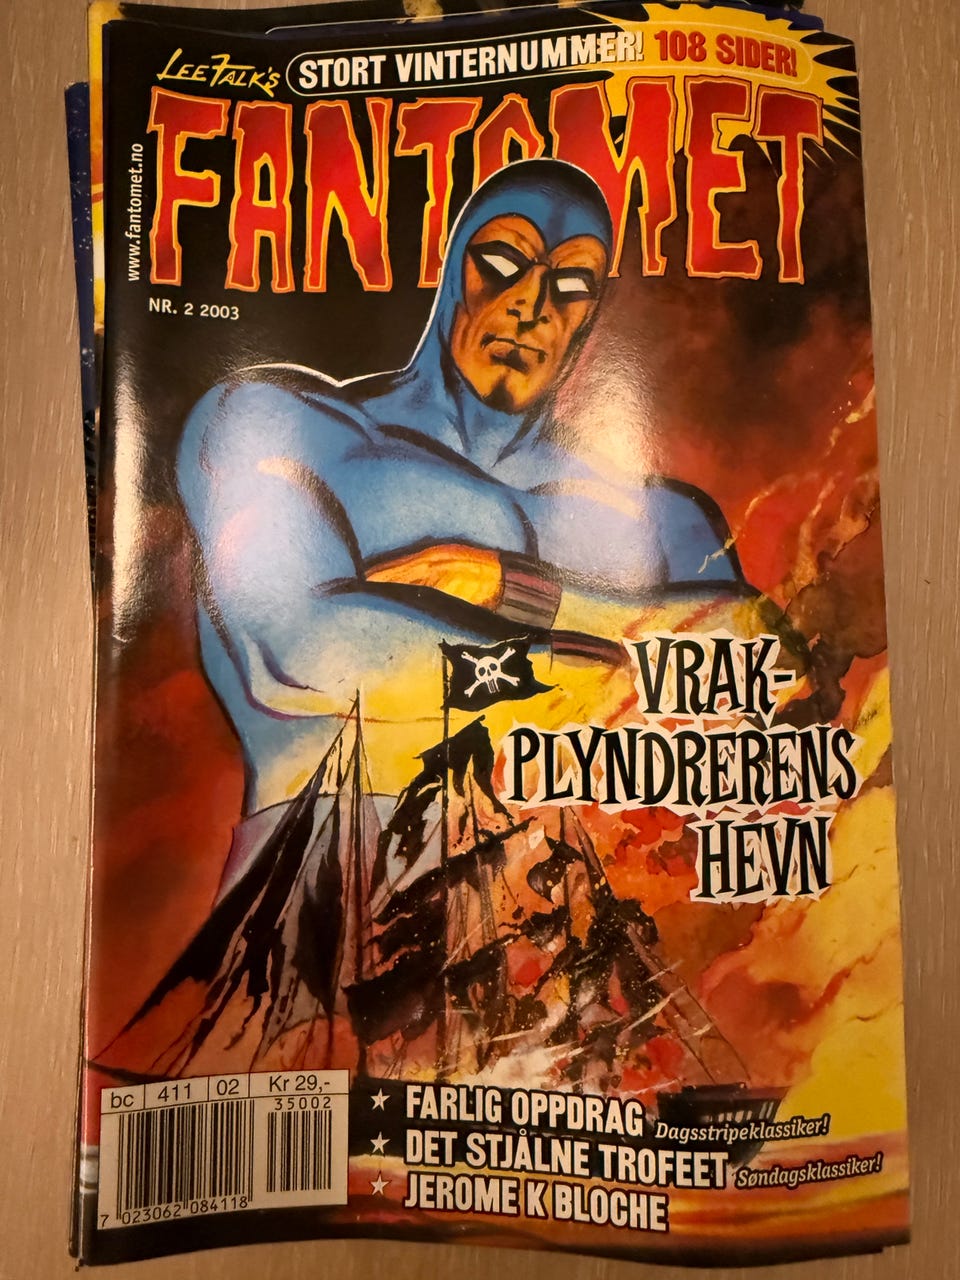 STORT VINTERNUMMER! 108 SIDER!
LEE FALK'S
FANTOMET
www.fantomet.no
NR. 2 2003
VRAK-
PLYNDRERENS
HEVN
bc 411 02 Kr 29,-
35002
7 023062 084118
★ FARLIG OPPDRAG Dagsstripeklassiker!
★ DET STJÅLNE TROFEET Søndagsklassiker!
★ JEROME K BLOCHE